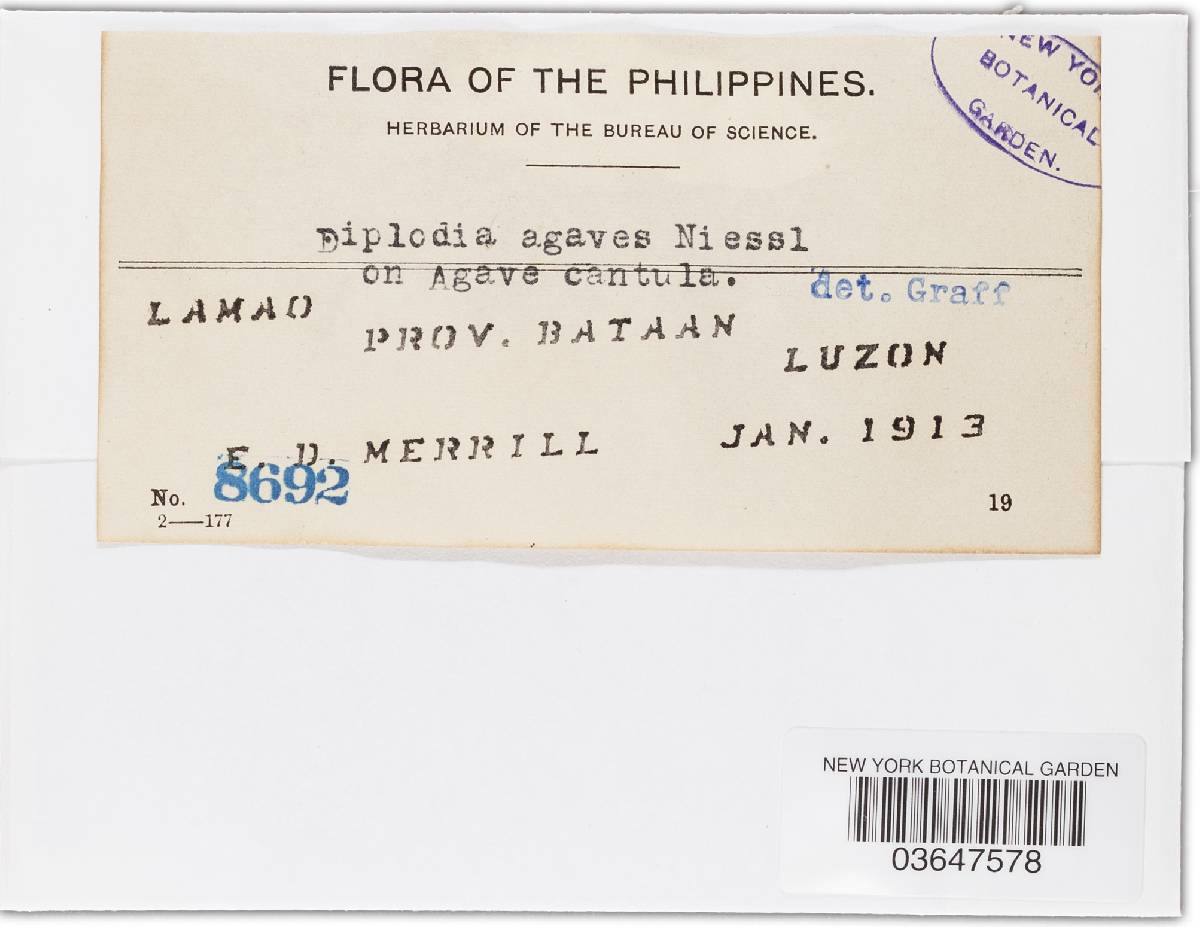 FLORA OF THE PHILIPPINES.
HERBARIUM OF THE BUREAU OF SCIENCE.
NEW YOR
BOTANICAL
GARDEN.
Diplodia agaves Niessl
on Agave cantula.
det. Graff
LAMAO
PROV. BATAAN
LUZON
E. D. MERRILL
JAN. 1913
No. 8692
19
2—177
NEW YORK BOTANICAL GARDEN
03647578